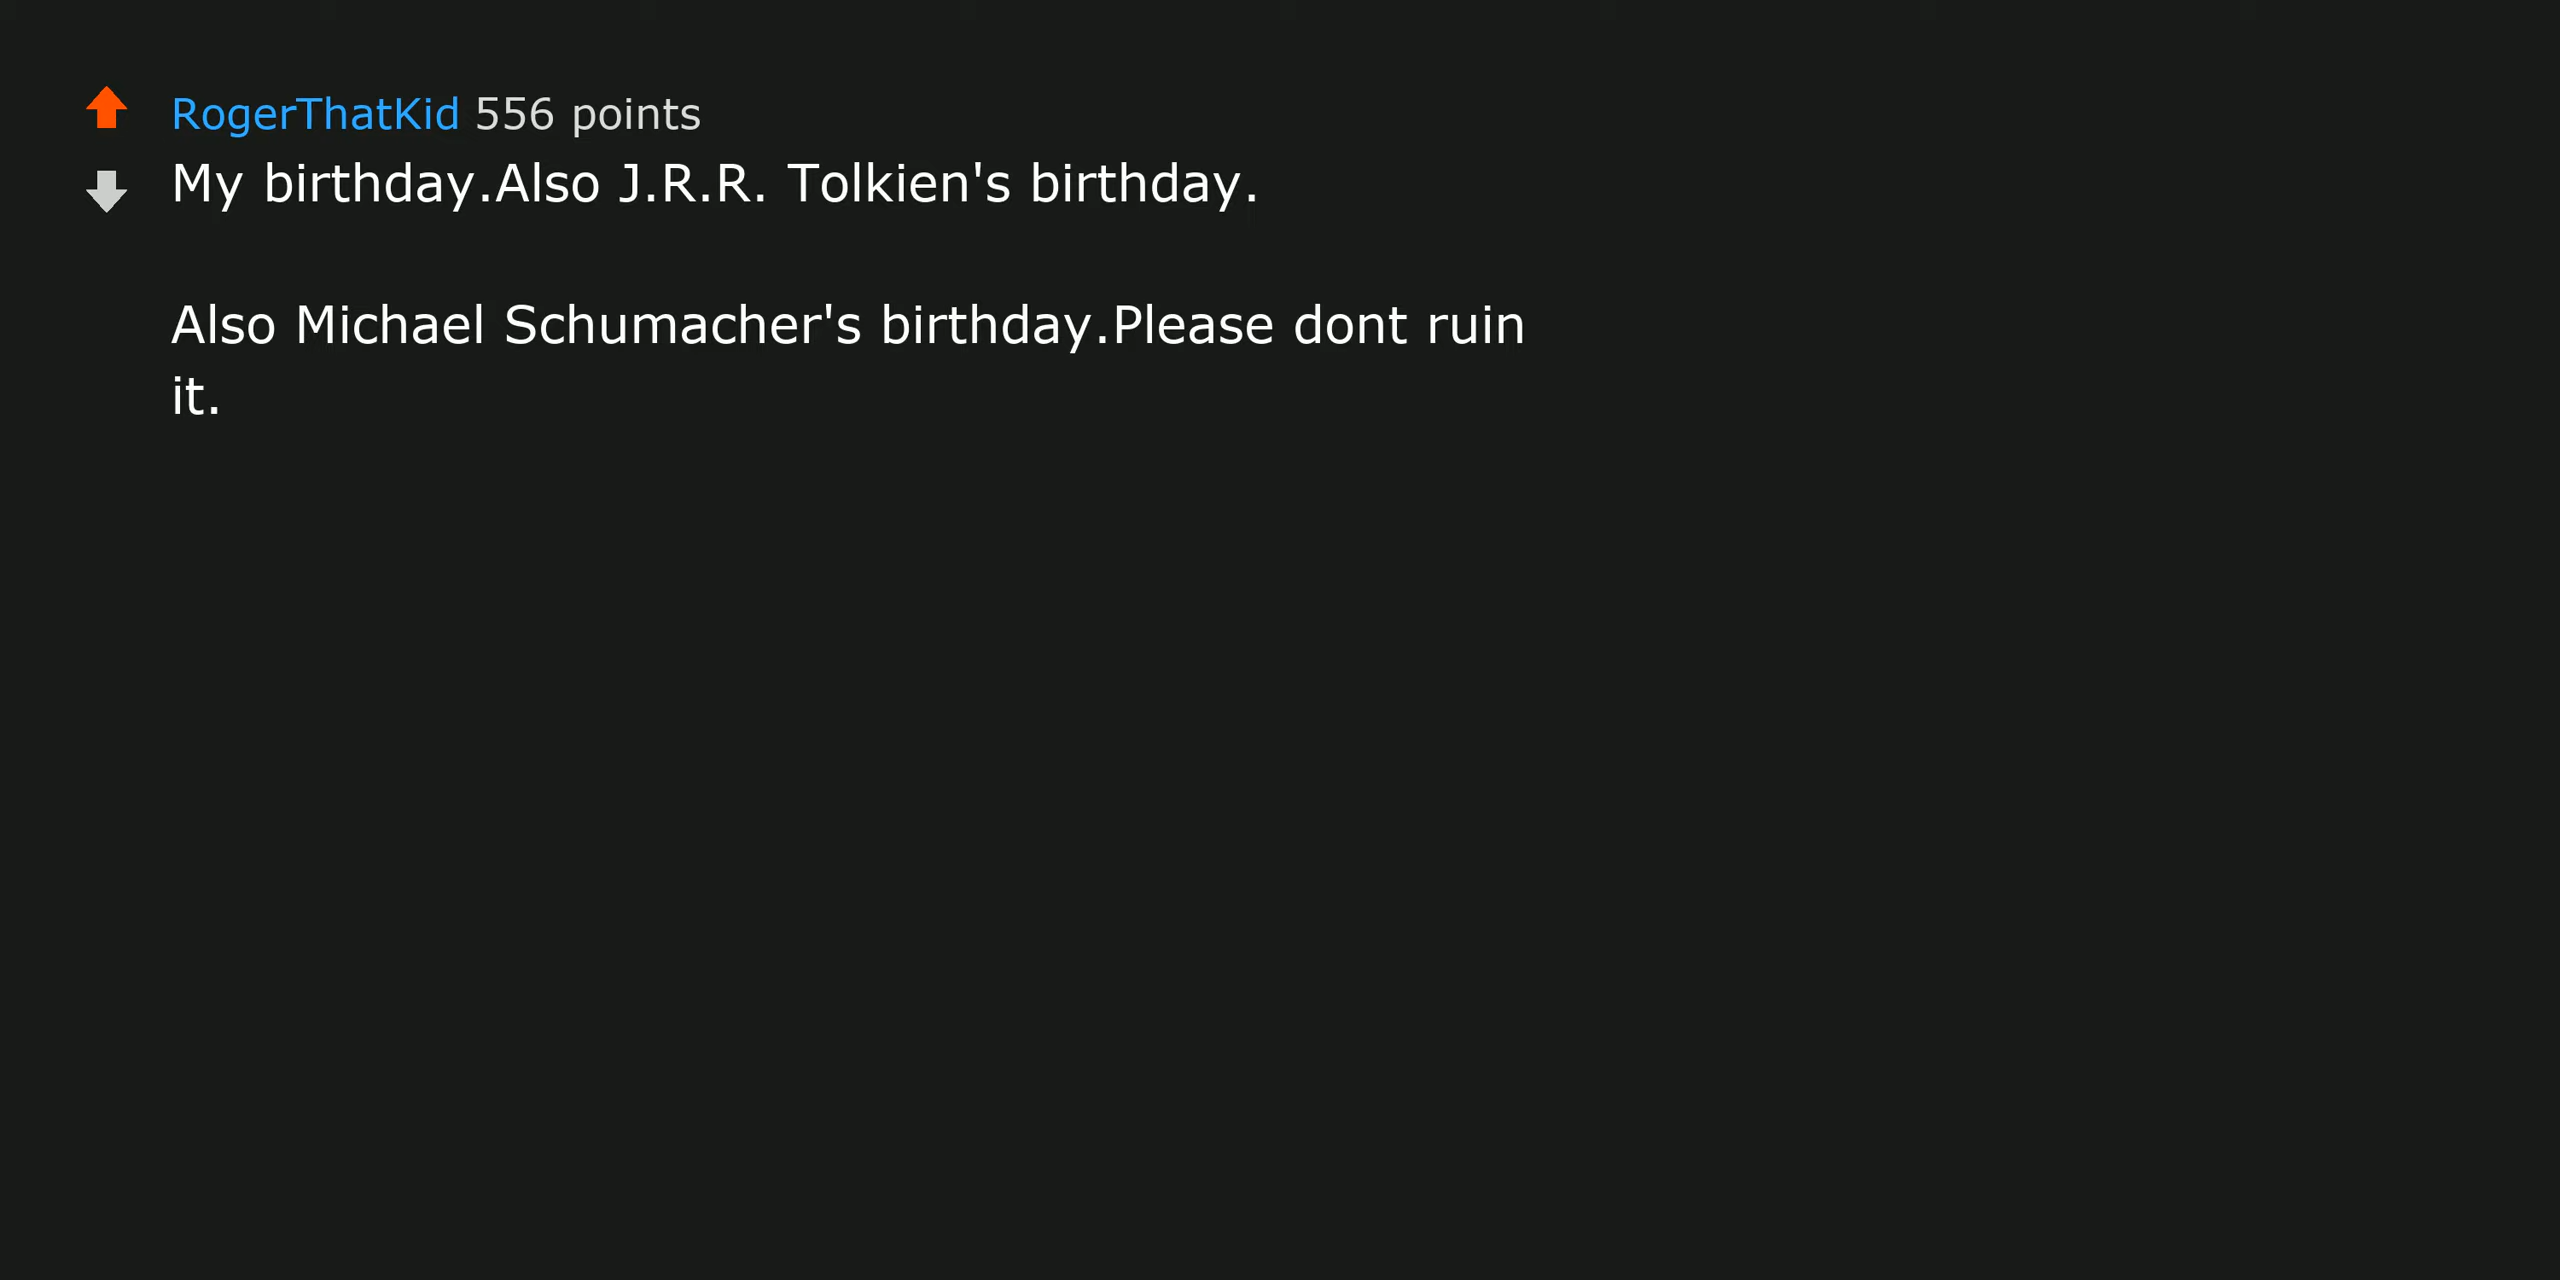 RogerThatKid 556 points
My birthday.Also J.R.R. Tolkien's birthday.
Also Michael Schumacher's birthday.Please dont ruin
it.